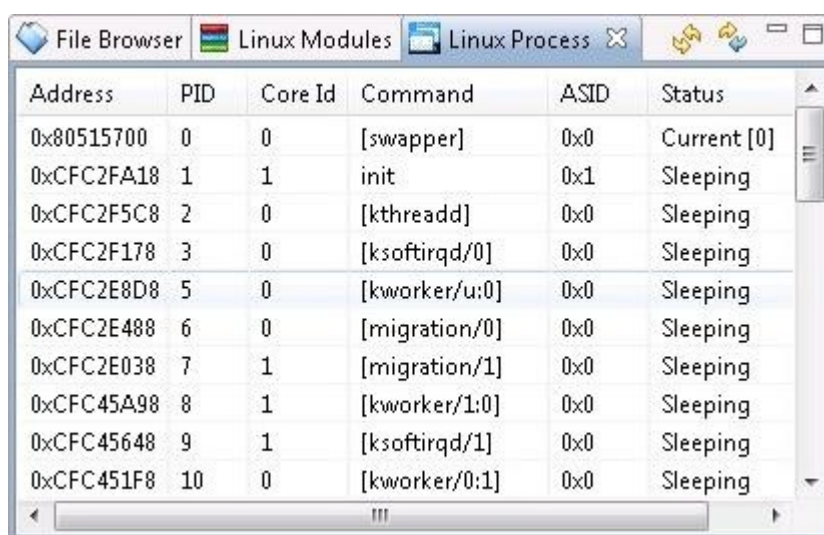 File Browser Linux Modules Linux Process
Address PID Core Id Command ASID Status
0x80515700 0 0 [swapper] 0x0 Current [0]
0xCFC2FA18 1 1 init 0x1 Sleeping
0xCFC2F5C8 2 0 [kthreadd] 0x0 Sleeping
0xCFC2F178 3 0 [ksoftirqd/0] 0x0 Sleeping
0xCFC2E8D8 5 0 [kworker/u:0] 0x0 Sleeping
0xCFC2E488 6 0 [migration/0] 0x0 Sleeping
0xCFC2E038 7 1 [migration/1] 0x0 Sleeping
0xCFC45A98 8 1 [kworker/1:0] 0x0 Sleeping
0xCFC45648 9 1 [ksoftirqd/1] 0x0 Sleeping
0xCFC451F8 10 0 [kworker/0:1] 0x0 Sleeping